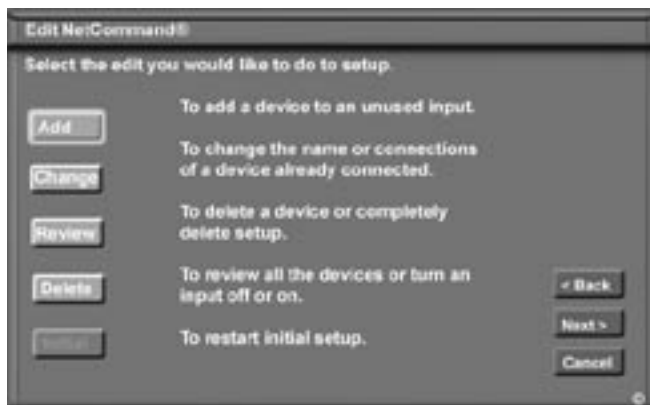 Edit NetCommand®
Select the edit you would like to do to setup.
Add
To add a device to an unused input.
Change
To change the name or connections
of a device already connected.
Review
To delete a device or completely
delete setup.
Delete
To review all the devices or turn an
input off or on.
Initial
To restart initial setup.
< Back
Next >
Cancel